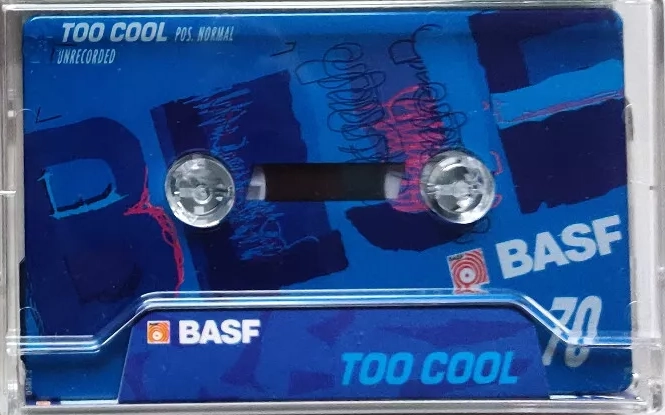 TOO COOL POS. NORMAL
UNRECORDED
BLUE
BASF
70
BASF
TOO COOL